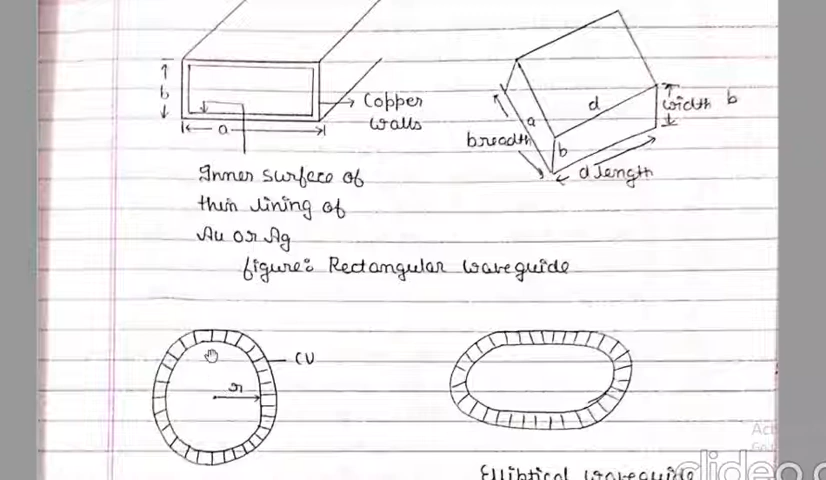 b
a
Copper
walls
Inner surface of
thin lining of
Au or Ag
breadth
a
d
b
width b
d length
figure: Rectangular waveguide
r
CU
Elliptical waveguide